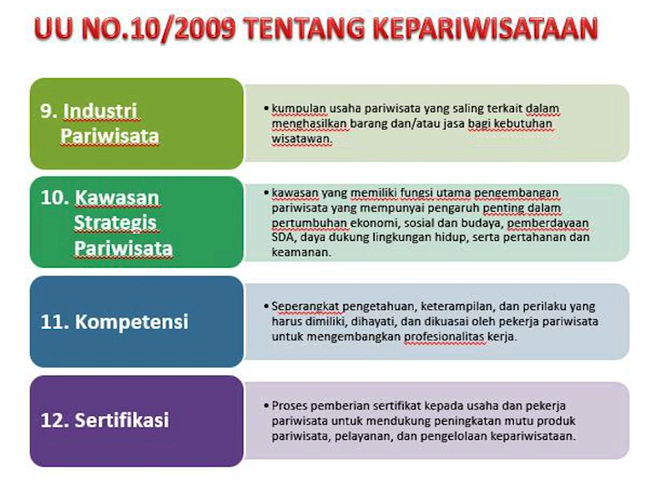 UU NO.10/2009 TENTANG KEPARIWISATAAN
9. Industri
Pariwisata
• kumpulan usaha pariwisata yang saling terkait dalam
menghasilkan barang dan/atau jasa bagi kebutuhan
wisatawan.
10. Kawasan
Strategis
Pariwisata
• kawasan yang memiliki fungsi utama pengembangan
pariwisata yang mempunyai pengaruh penting dalam
pertumbuhan ekonomi, sosial dan budaya, pemberdayaan
SDA, daya dukung lingkungan hidup, serta pertahanan dan
keamanan.
11. Kompetensi
• Seperangkat pengetahuan, keterampilan, dan perilaku yang
harus dimiliki, dihayati, dan dikuasai oleh pekerja pariwisata
untuk mengembangkan profesionalitas kerja.
12. Sertifikasi
• Proses pemberian sertifikat kepada usaha dan pekerja
pariwisata untuk mendukung peningkatan mutu produk
pariwisata, pelayanan, dan pengelolaan kepariwisataan.